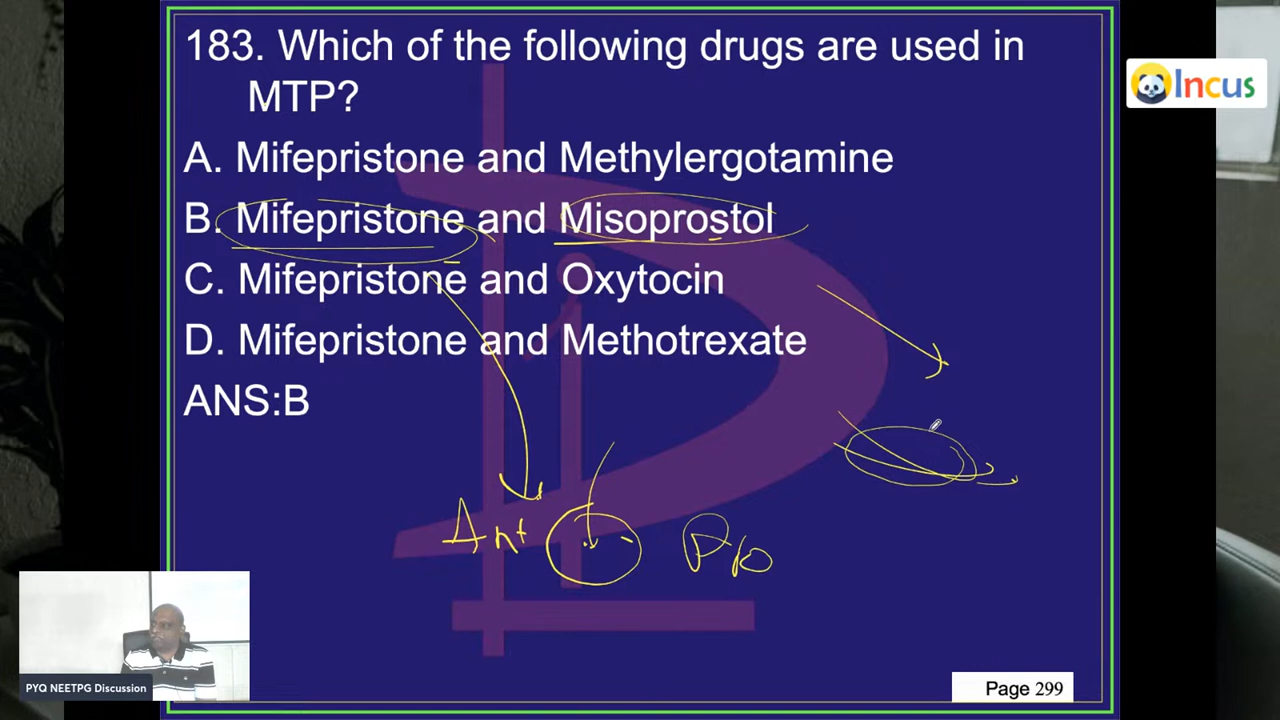 183. Which of the following drugs are used in
MTP?
A. Mifepristone and Methylergotamine
B. Mifepristone and Misoprostol
C. Mifepristone and Oxytocin
D. Mifepristone and Methotrexate
ANS:B
Ant
Pro
Incus
PYQ NEETPG Discussion
Page 299